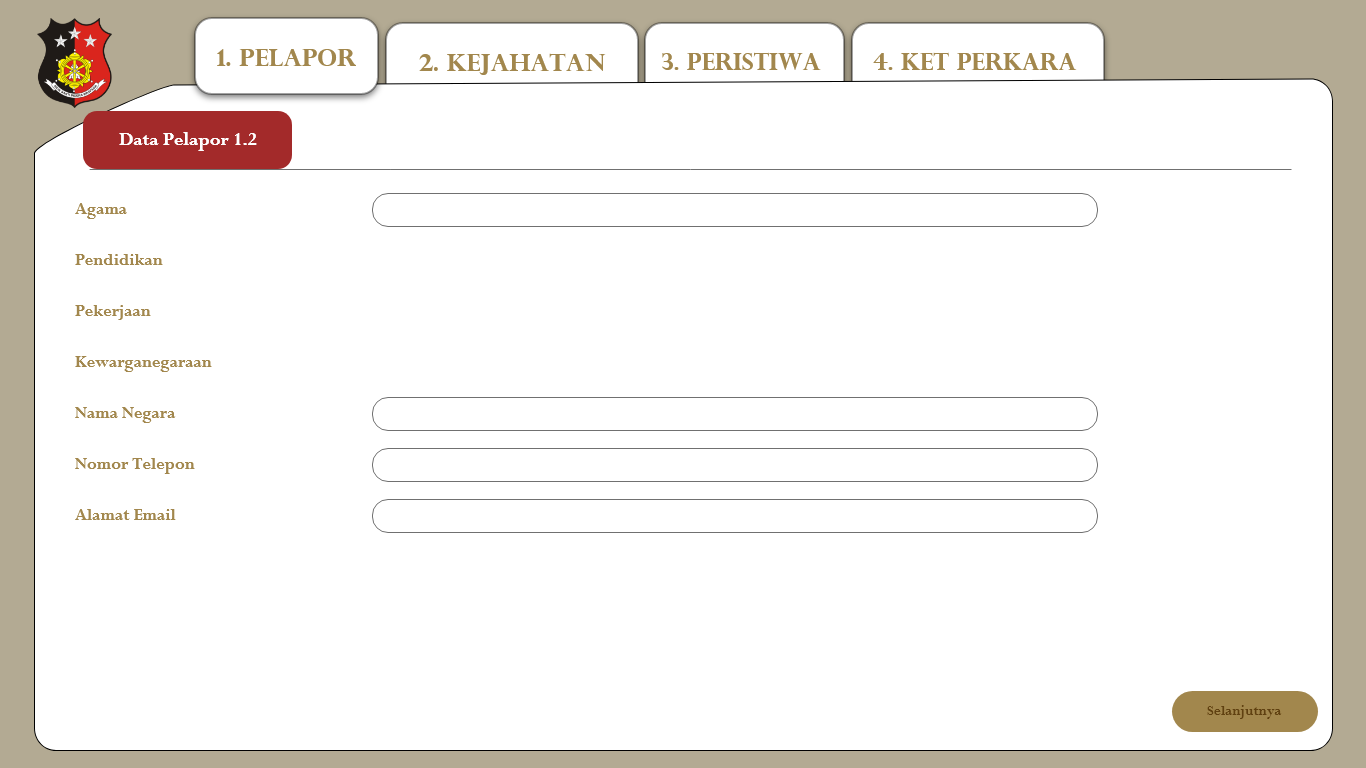 1. PELAPOR
2. KEJAHATAN
3. PERISTIWA
4. KET PERKARA
Data Pelapor 1.2
Agama
Pendidikan
Pekerjaan
Kewarganegaraan
Nama Negara
Nomor Telepon
Alamat Email
Selanjutnya